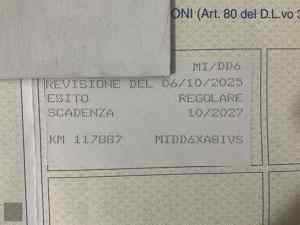 ONI (Art. 80 del D.L.vo 3
MI/DD6
REVISIONE DEL 06/10/2025
ESITO REGOLARE
SCADENZA 10/2027
KM 117887 MIDD6XA8IVS